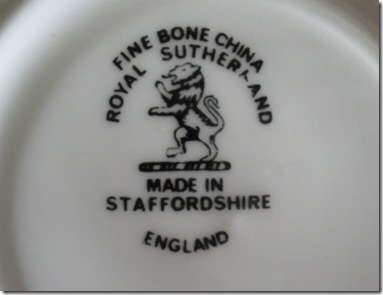 FINE BONE CHINA
ROYAL SUTHERLAND
MADE IN
STAFFORDSHIRE
ENGLAND